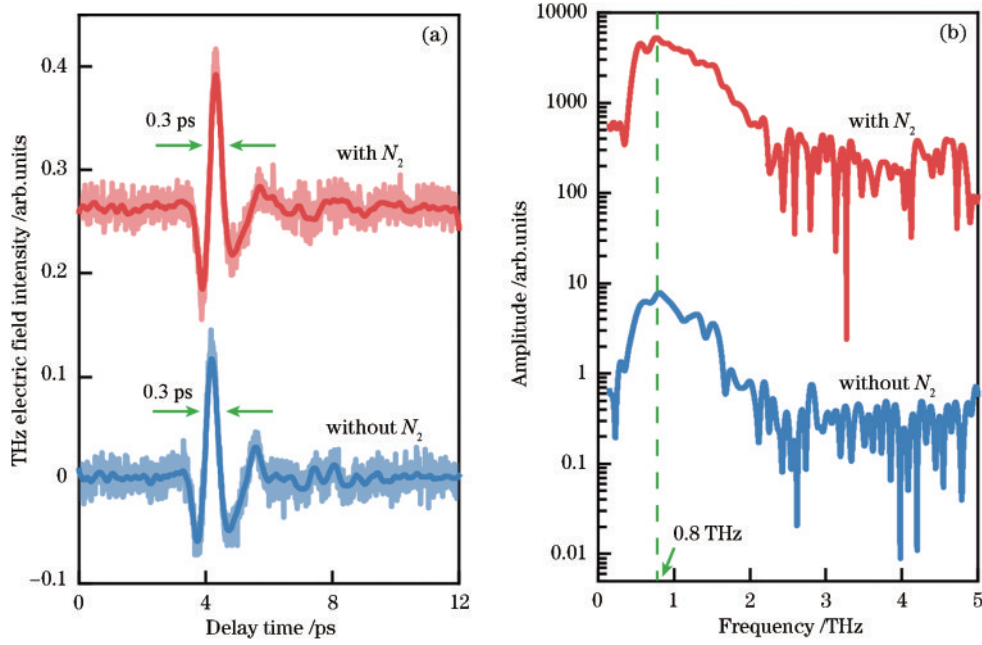 (a)
THz electric field intensity /arb.units
0.4
0.3
0.2
0.1
0
−0.1
0.3 ps
with N₂
0.3 ps
without N₂
0 4 8 12
Delay time /ps
(b)
Amplitude /arb.units
10000
1000
100
10
1
0.1
0.01
with N₂
without N₂
0.8 THz
0 1 2 3 4 5
Frequency /THz